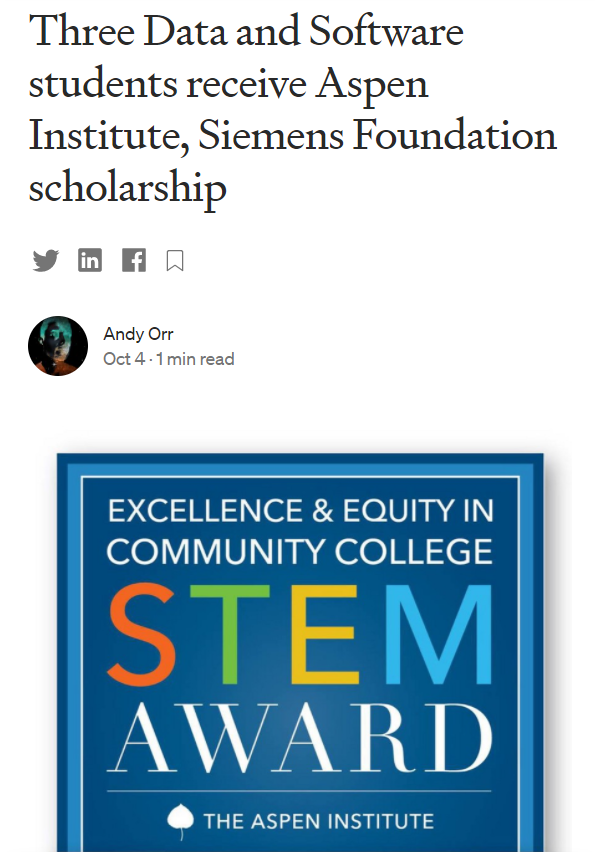 Three Data and Software
students receive Aspen
Institute, Siemens Foundation
scholarship
in
Andy Orr
Oct 4 · 1 min read
EXCELLENCE & EQUITY IN
COMMUNITY COLLEGE
STEM
AWARD
THE ASPEN INSTITUTE